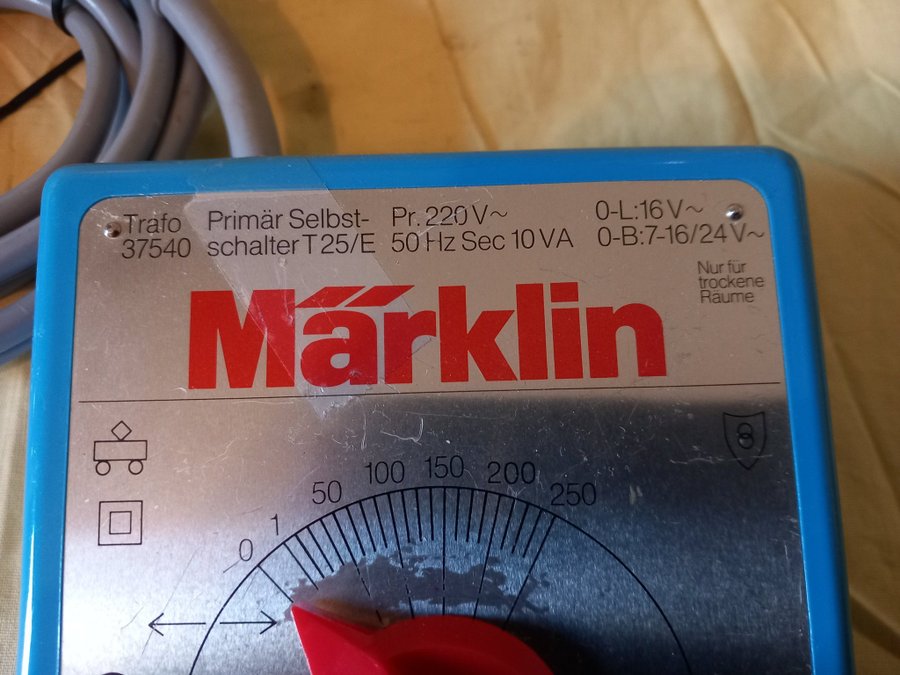 Trafo Primär Selbst- Pr. 220 V~ 0-L:16 V~
37540 schalter T 25/E 50 Hz Sec 10 VA 0-B:7-16/24 V~
Nur für
trockene
Räume
Märklin
0 1 50 100 150 200 250